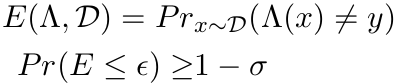 E(Λ, 𝒟) = Pr_{x∼𝒟}(Λ(x) ≠ y)
Pr(E ≤ ϵ) ≥1 − σ